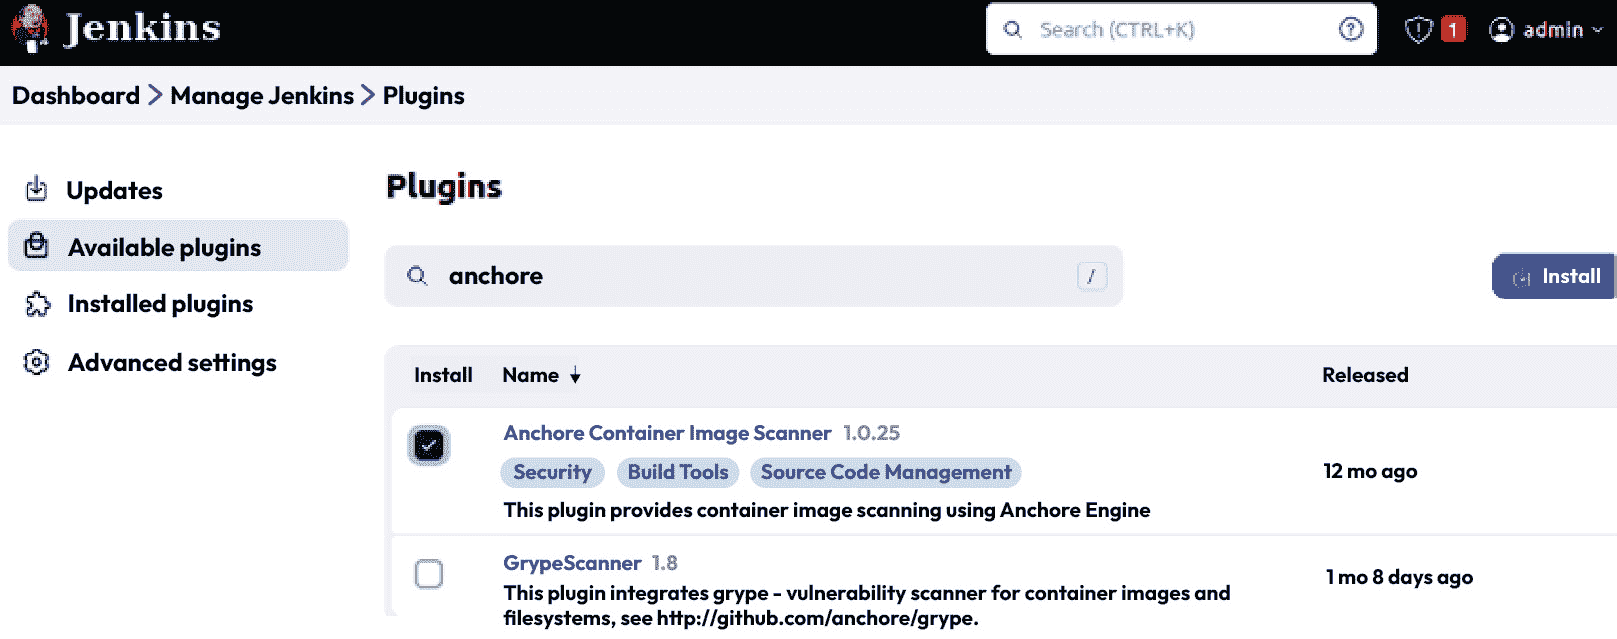 Jenkins
Search (CTRL+K)
?
1
admin
Dashboard > Manage Jenkins > Plugins
Updates
Available plugins
Installed plugins
Advanced settings
Plugins
anchore
/
Install
Install Name ↓ Released
Anchore Container Image Scanner 1.0.25
Security Build Tools Source Code Management
12 mo ago
This plugin provides container image scanning using Anchore Engine
GrypeScanner 1.8
1 mo 8 days ago
This plugin integrates grype - vulnerability scanner for container images and
filesystems, see http://github.com/anchore/grype.